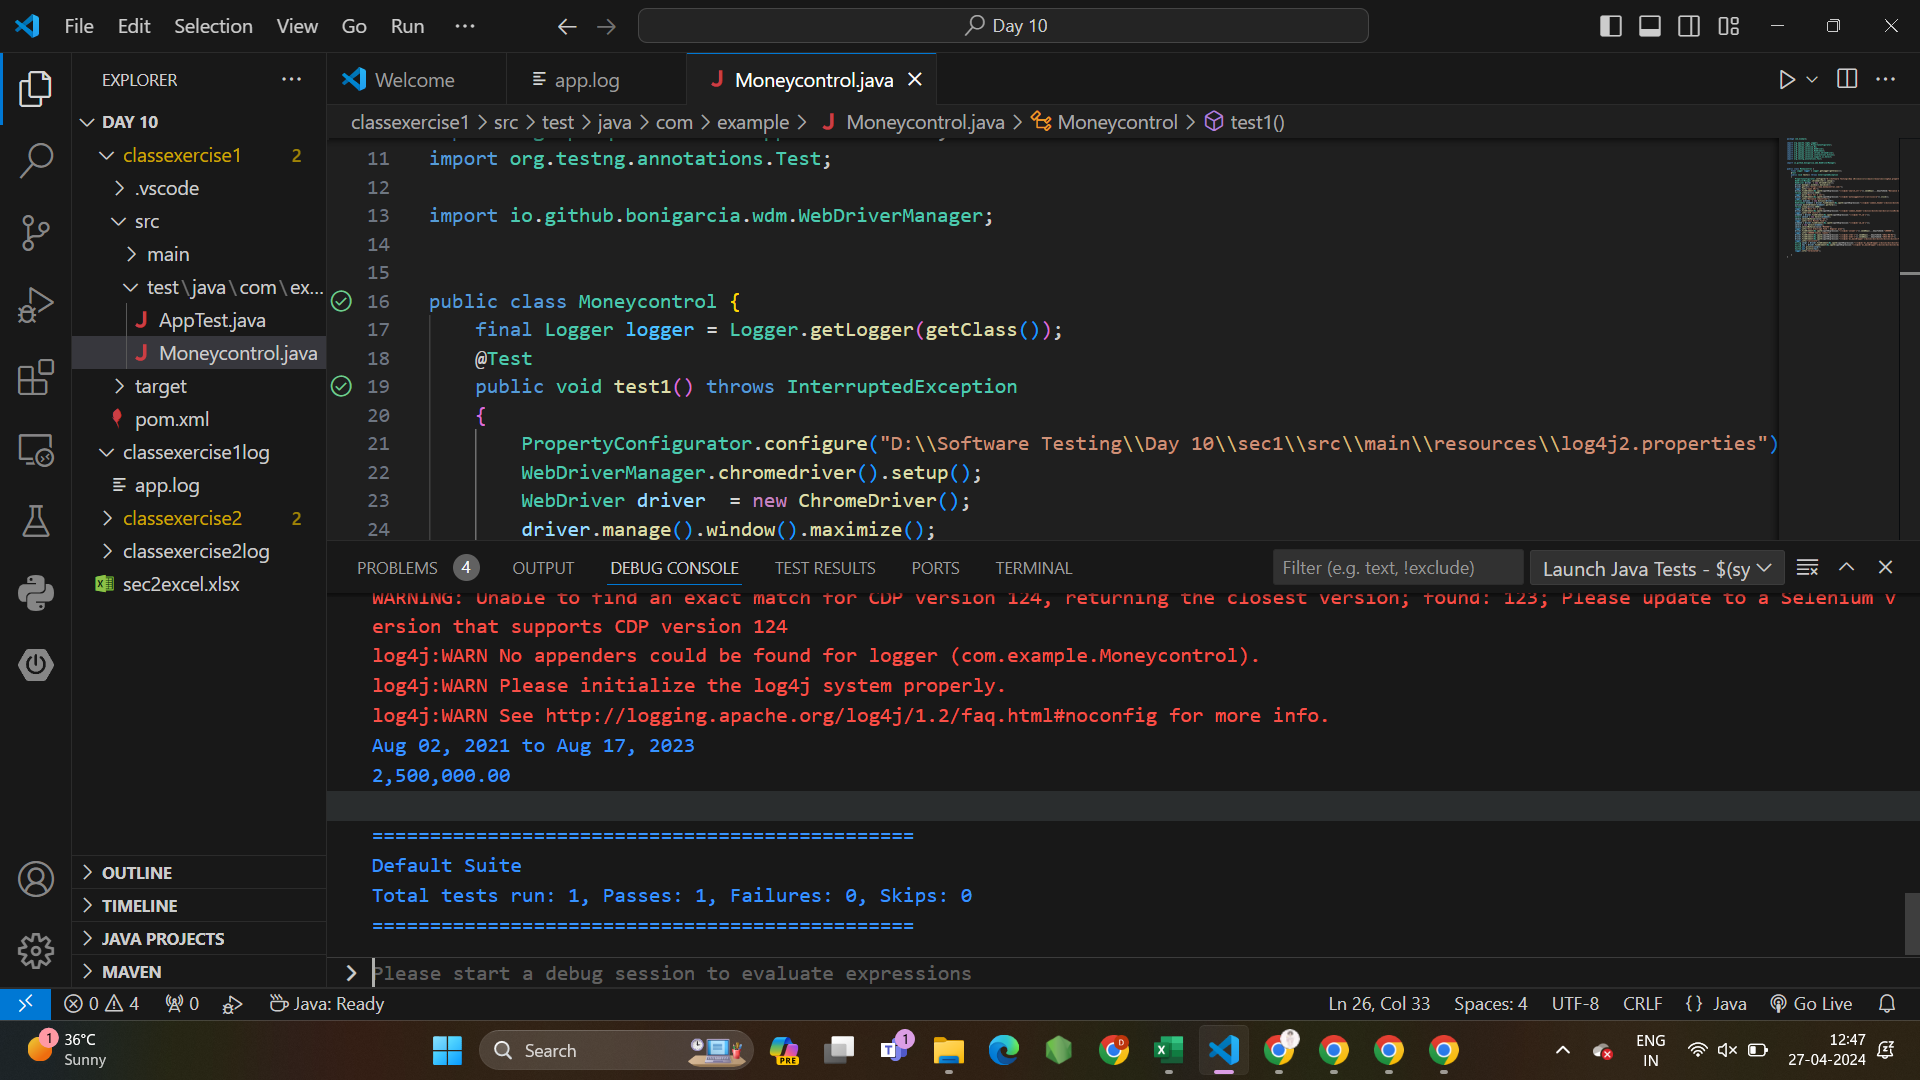 File Edit Selection View Go Run ···
Day 10
EXPLORER
Welcome
app.log
Moneycontrol.java
classexercise1 > src > test > java > com > example > Moneycontrol.java > Moneycontrol > test1()
DAY 10
classexercise1 2
.vscode
src
main
test\java\com\ex...
AppTest.java
Moneycontrol.java
target
pom.xml
classexercise1log
app.log
classexercise2 2
classexercise2log
sec2excel.xlsx
OUTLINE
TIMELINE
JAVA PROJECTS
MAVEN
11 import org.testng.annotations.Test;
12
13 import io.github.bonigarcia.wdm.WebDriverManager;
14
15
16 public class Moneycontrol {
17 final Logger logger = Logger.getLogger(getClass());
18 @Test
19 public void test1() throws InterruptedException
20 {
21 PropertyConfigurator.configure("D:\\Software Testing\\Day 10\\sec1\\src\\main\\resources\\log4j2.properties")
22 WebDriverManager.chromedriver().setup();
23 WebDriver driver  = new ChromeDriver();
24 driver.manage().window().maximize();
PROBLEMS 4 OUTPUT DEBUG CONSOLE TEST RESULTS PORTS TERMINAL
Filter (e.g. text, !exclude)
Launch Java Tests - $(sy
WARNING: Unable to find an exact match for CDP version 124, returning the closest version; found: 123; Please update to a Selenium v
ersion that supports CDP version 124
log4j:WARN No appenders could be found for logger (com.example.Moneycontrol).
log4j:WARN Please initialize the log4j system properly.
log4j:WARN See http://logging.apache.org/log4j/1.2/faq.html#noconfig for more info.
Aug 02, 2021 to Aug 17, 2023
2,500,000.00
===============================================
Default Suite
Total tests run: 1, Passes: 1, Failures: 0, Skips: 0
===============================================
Please start a debug session to evaluate expressions
0 4 0 Java: Ready
Ln 26, Col 33 Spaces: 4 UTF-8 CRLF {} Java Go Live
1
36°C
Sunny
Search
PRE
1
D
ENG
IN
12:47
27-04-2024